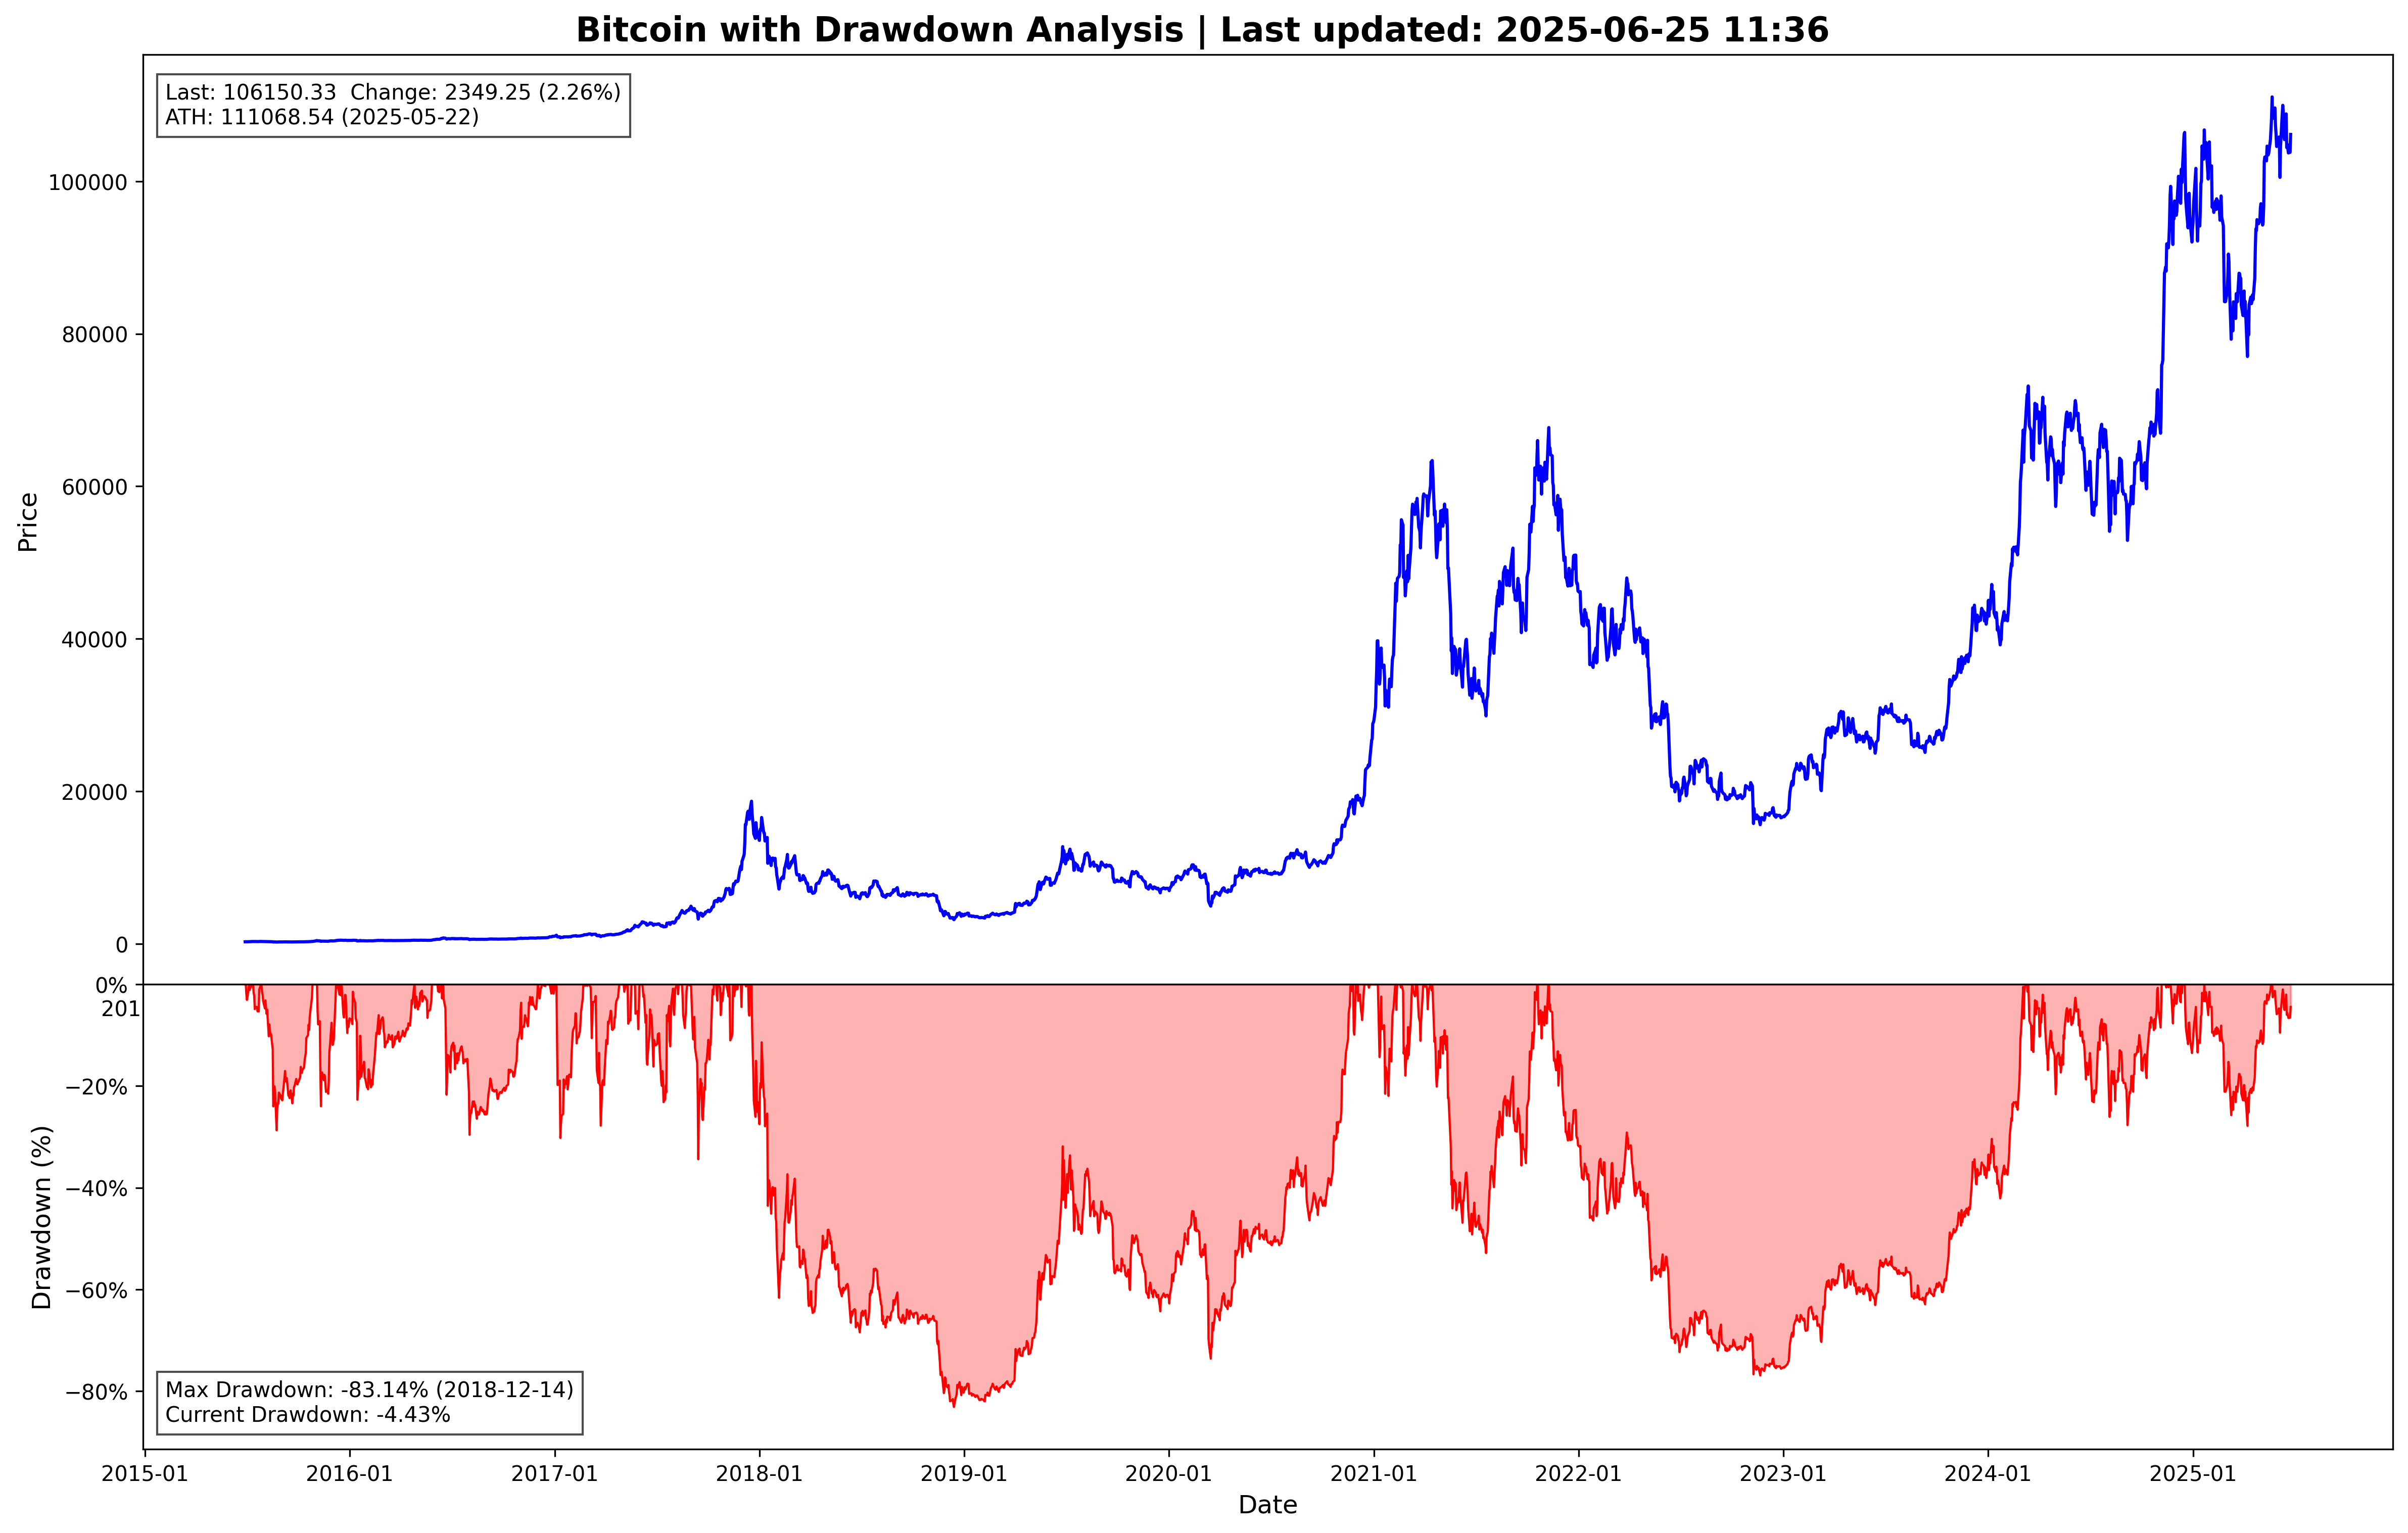 Bitcoin with Drawdown Analysis | Last updated: 2025-06-25 11:36
Last: 106150.33  Change: 2349.25 (2.26%)
ATH: 111068.54 (2025-05-22)
Price
100000
80000
60000
40000
20000
0
0%
201
−20%
−40%
−60%
−80%
Drawdown (%)
Max Drawdown: -83.14% (2018-12-14)
Current Drawdown: -4.43%
2015-01 2016-01 2017-01 2018-01 2019-01 2020-01 2021-01 2022-01 2023-01 2024-01 2025-01
Date